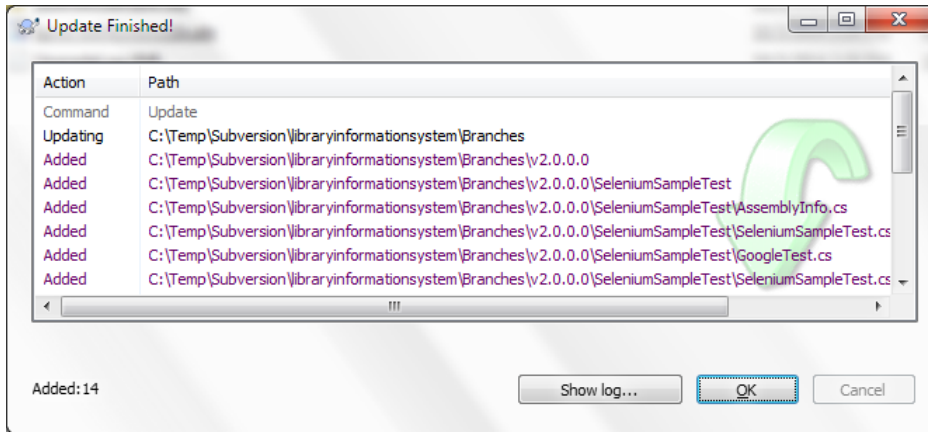 Update Finished!
Action Path
Command Update
Updating C:\Temp\Subversion\libraryinformationsystem\Branches
Added C:\Temp\Subversion\libraryinformationsystem\Branches\v2.0.0.0
Added C:\Temp\Subversion\libraryinformationsystem\Branches\v2.0.0.0\SeleniumSampleTest
Added C:\Temp\Subversion\libraryinformationsystem\Branches\v2.0.0.0\SeleniumSampleTest\AssemblyInfo.cs
Added C:\Temp\Subversion\libraryinformationsystem\Branches\v2.0.0.0\SeleniumSampleTest\SeleniumSampleTest.cs
Added C:\Temp\Subversion\libraryinformationsystem\Branches\v2.0.0.0\SeleniumSampleTest\GoogleTest.cs
Added C:\Temp\Subversion\libraryinformationsystem\Branches\v2.0.0.0\SeleniumSampleTest\SeleniumSampleTest.cs
Added:14 Show log... OK Cancel